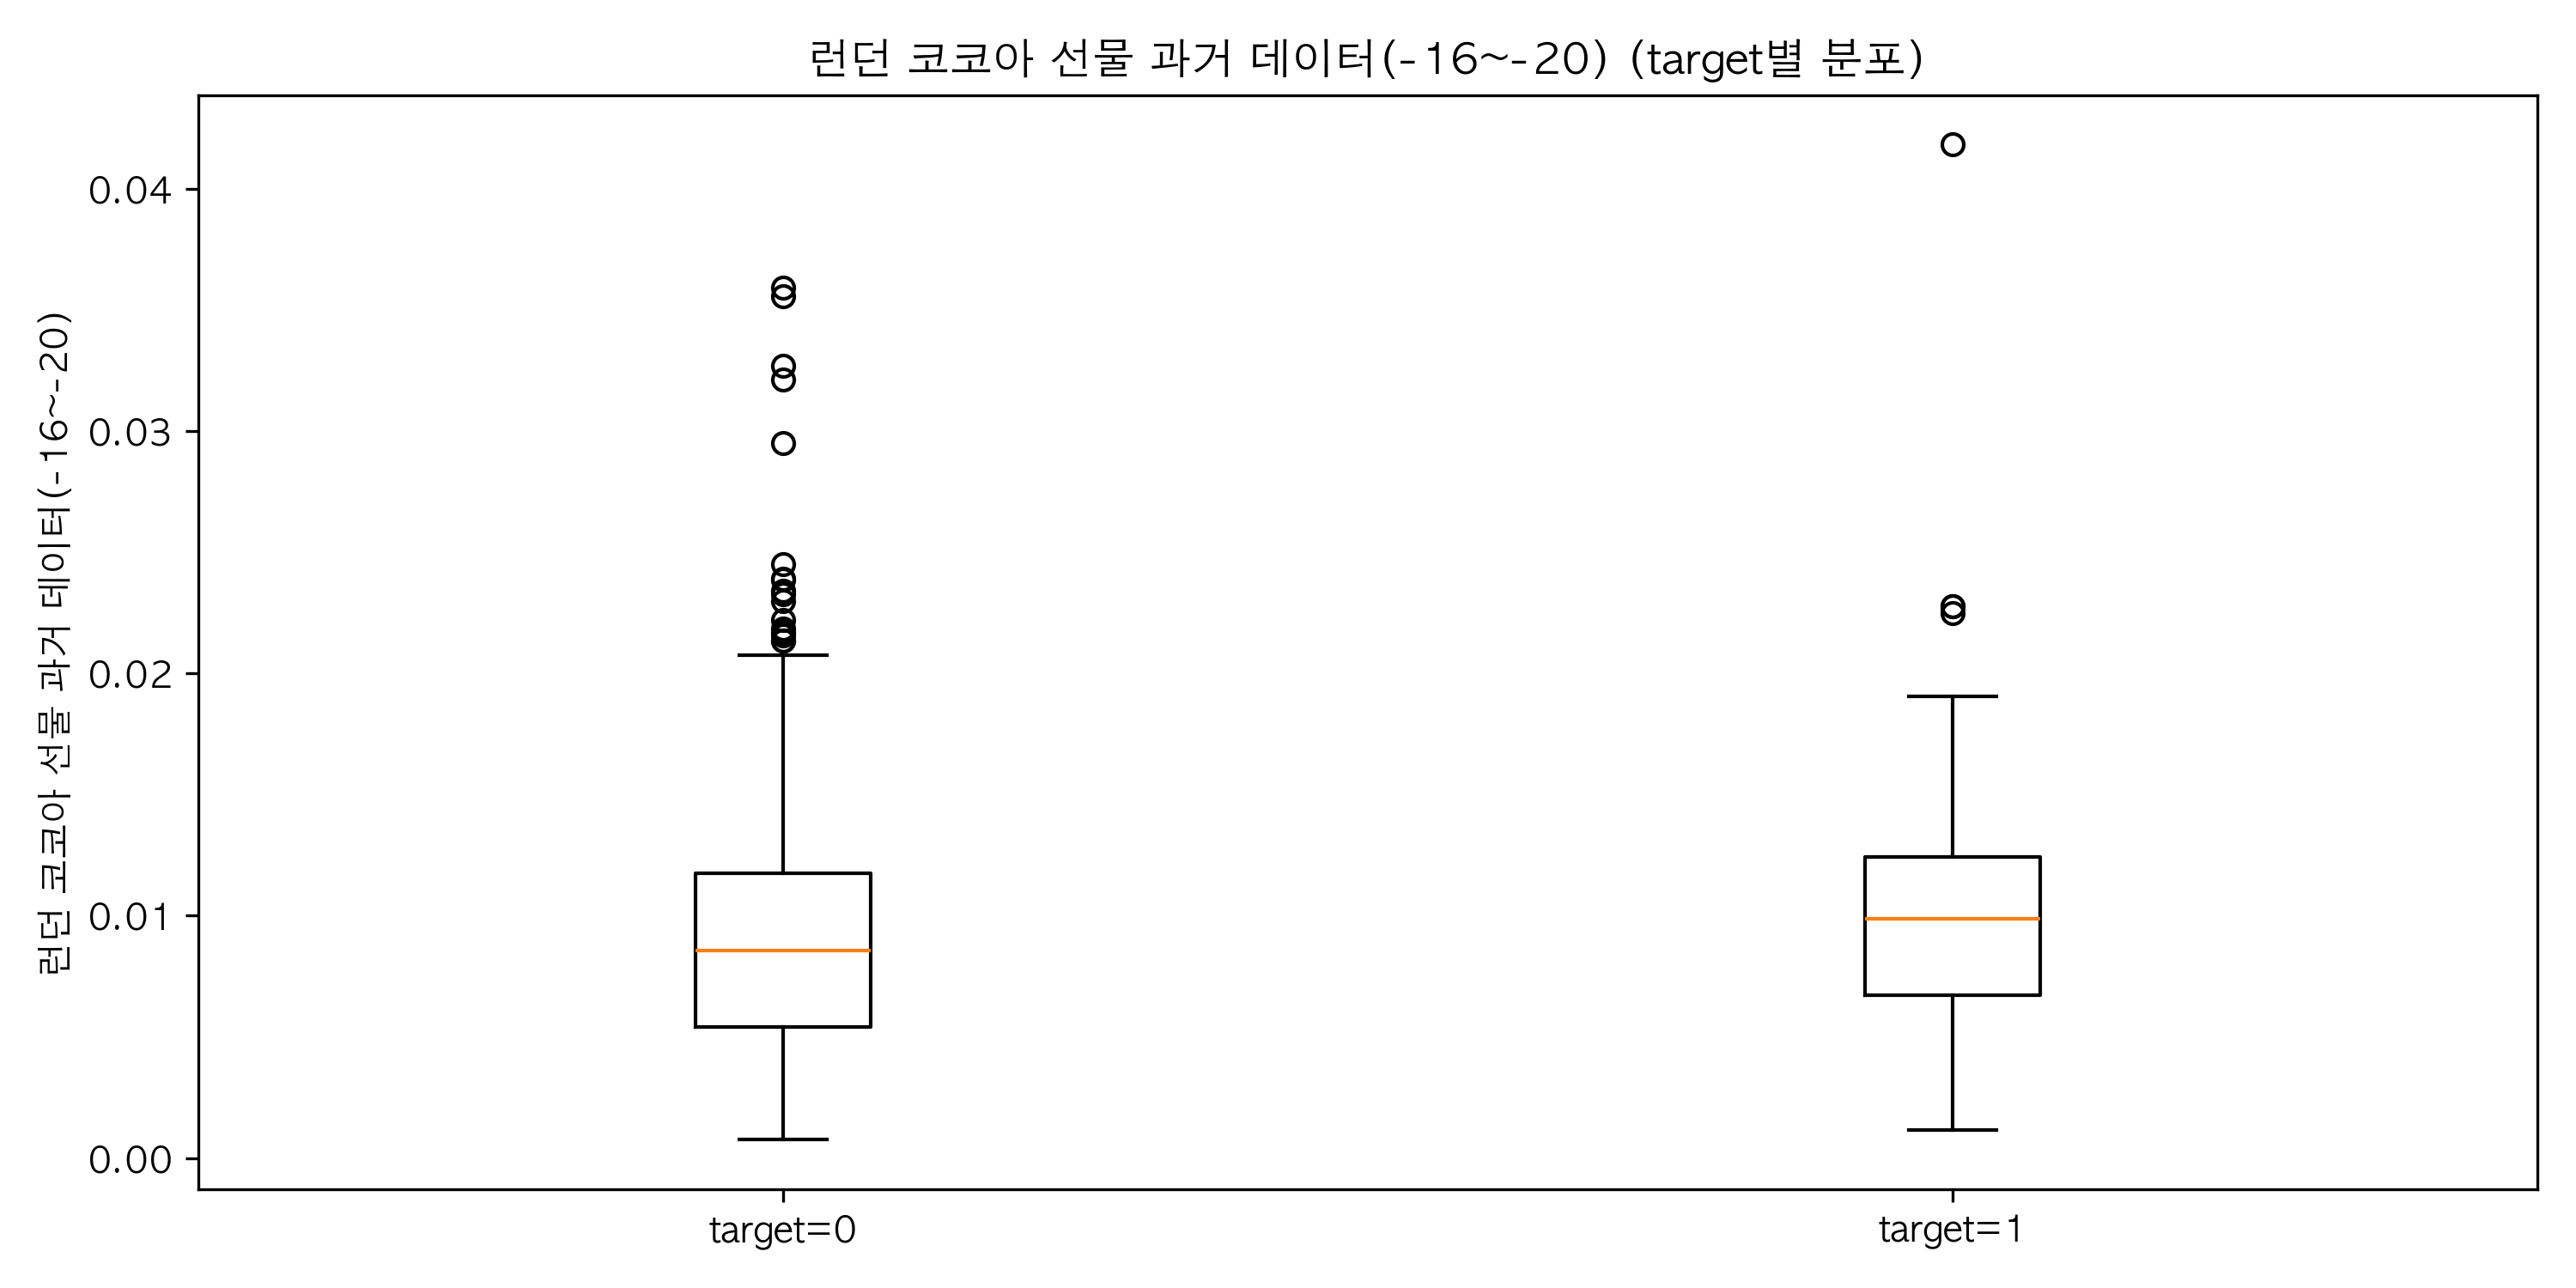 런던 코코아 선물 과거 데이터(-16~-20) (target별 분포)
런던 코코아 선물 과거 데이터(-16~-20)
0.04
0.03
0.02
0.01
0.00
target=0
target=1